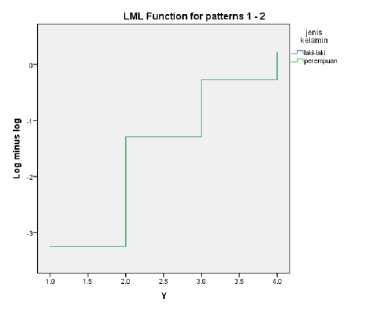 LML Function for patterns 1 - 2
jenis
kelamin
laki-laki
perempuan
Log minus log
0
-1
-2
-3
1.0 1.5 2.0 2.5 3.0 3.5 4.0
Y